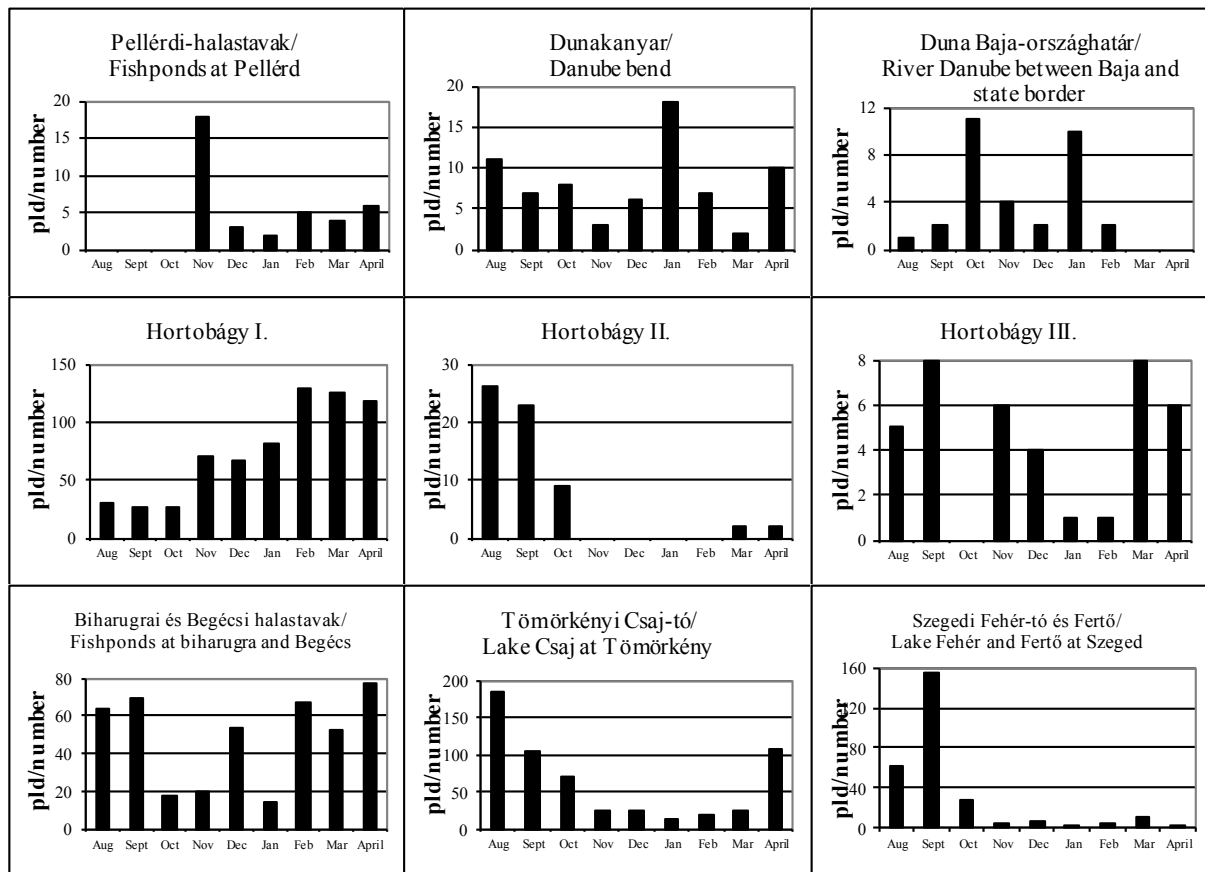 Pellérdi-halastavak/
Fishponds at Pellérd
pld/number
20
15
10
5
0
Aug Sept Oct Nov Dec Jan Feb Mar April
Dunakanyar/
Danube bend
pld/number
20
15
10
5
0
Aug Sept Oct Nov Dec Jan Feb Mar April
Duna Baja-országhatár/
River Danube between Baja and
state border
pld/number
12
8
4
0
Aug Sept Oct Nov Dec Jan Feb Mar April
Hortobágy I.
pld/number
150
100
50
0
Aug Sept Oct Nov Dec Jan Feb Mar April
Hortobágy II.
pld/number
30
20
10
0
Aug Sept Oct Nov Dec Jan Feb Mar April
Hortobágy III.
pld/number
8
6
4
2
0
Aug Sept Oct Nov Dec Jan Feb Mar April
Biharugrai és Begécsi halastavak/
Fishponds at biharugra and Begécs
pld/number
80
60
40
20
0
Aug Sept Oct Nov Dec Jan Feb Mar April
Tömörkényi Csaj-tó/
Lake Csaj at Tömörkény
pld/number
200
150
100
50
0
Aug Sept Oct Nov Dec Jan Feb Mar April
Szegedi Fehér-tó és Fertő/
Lake Fehér and Fertő at Szeged
pld/number
160
120
80
40
0
Aug Sept Oct Nov Dec Jan Feb Mar April